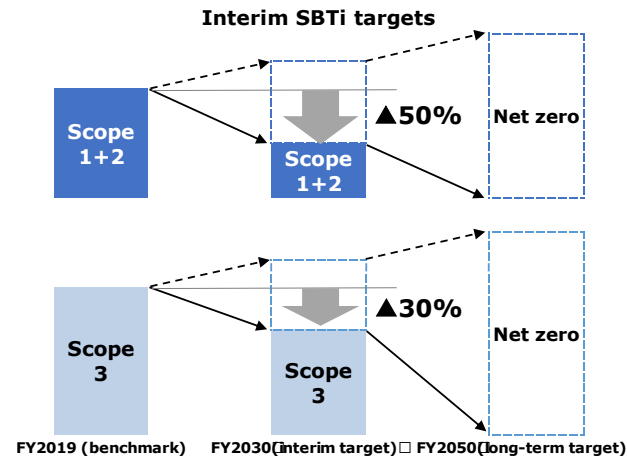 Interim SBTi targets
Scope
1+2
Scope
1+2
▲50%
Net zero
Scope
3
Scope
3
▲30%
Net zero
FY2019 (benchmark)
FY2030(□interim target)□
FY2050(□long-term target)